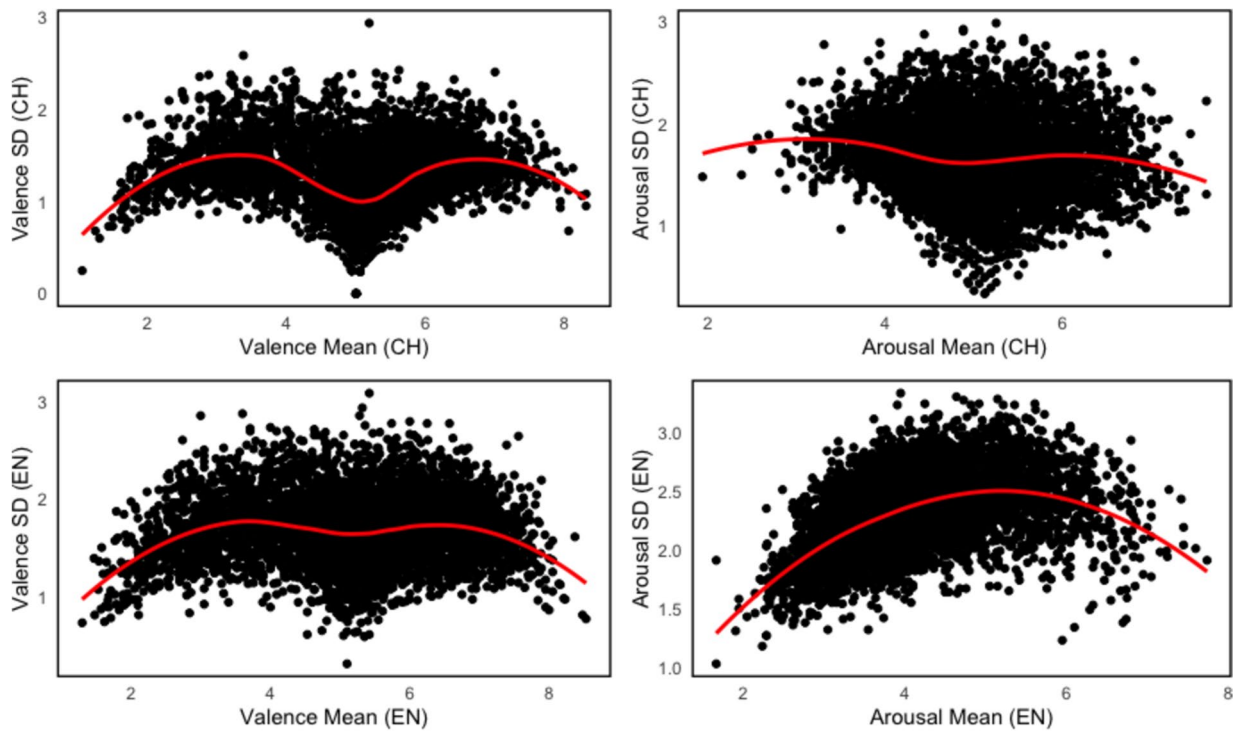 3
2
1
0
Valence SD (CH)
2 4 6 8
Valence Mean (CH)
3
2
1
Arousal SD (CH)
2 4 6
Arousal Mean (CH)
3
2
1
Valence SD (EN)
2 4 6 8
Valence Mean (EN)
3.0
2.5
2.0
1.5
1.0
Arousal SD (EN)
2 4 6 8
Arousal Mean (EN)